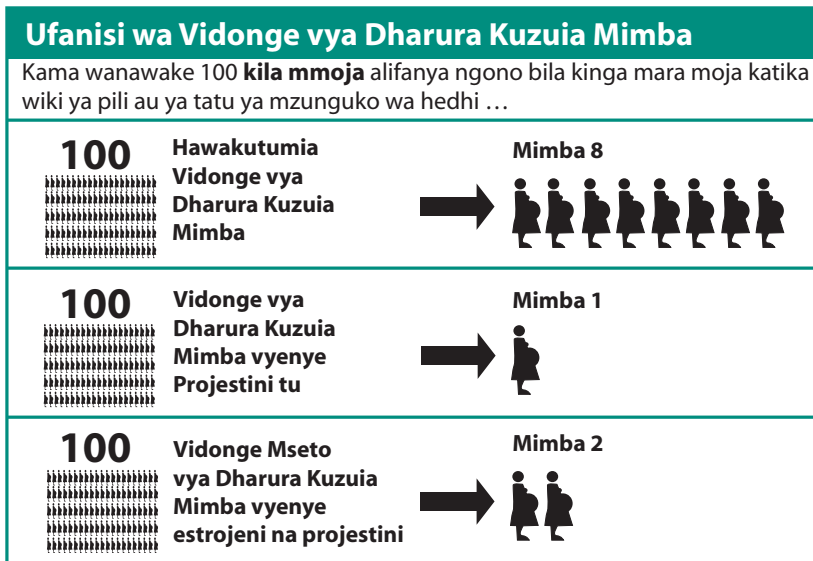 Ufanisi wa Vidonge vya Dharura Kuzuia Mimba
Kama wanawake 100 kila mmoja alifanya ngono bila kinga mara moja katika
wiki ya pili au ya tatu ya mzunguko wa hedhi …
100
Hawakutumia
Vidonge vya
Dharura Kuzuia
Mimba
Mimba 8
100
Vidonge vya
Dharura Kuzuia
Mimba vyenye
Projestini tu
Mimba 1
100
Vidonge Mseto
vya Dharura Kuzuia
Mimba vyenye
estrojeni na projestini
Mimba 2